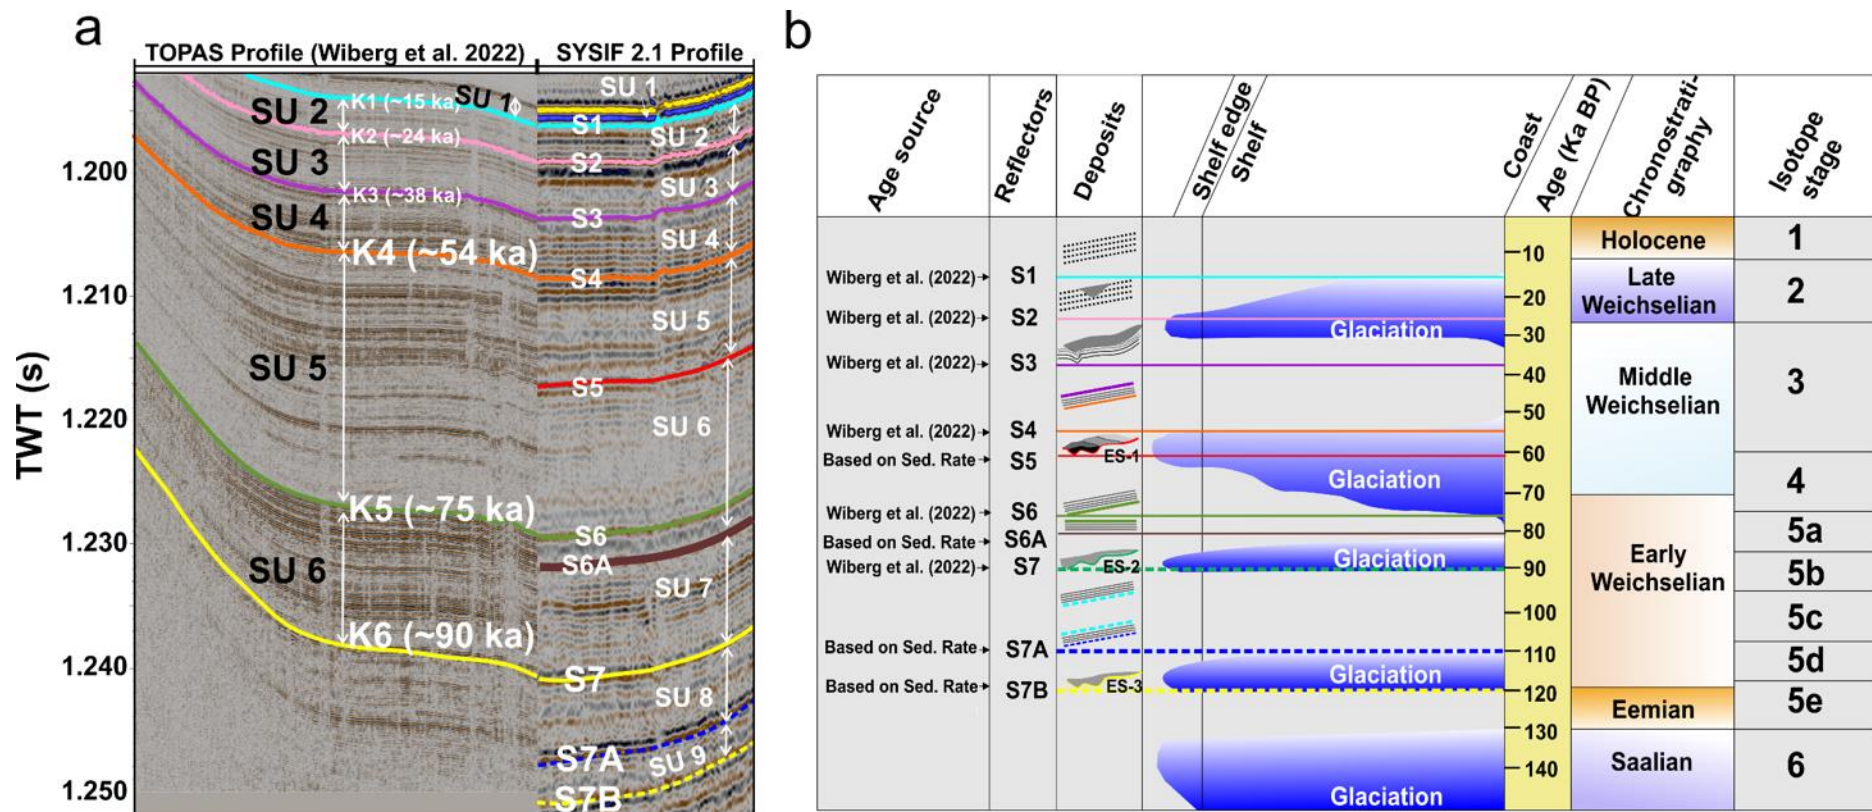 a
TOPAS Profile (Wiberg et al. 2022)
SYSIF 2.1 Profile
TWT (s)
1.200
1.210
1.220
1.230
1.240
1.250
SU 1
K1 (~15 ka)
SU 2
K2 (~24 ka)
SU 3
K3 (~38 ka)
SU 4
K4 (~54 ka)
SU 5
K5 (~75 ka)
SU 6
K6 (~90 ka)
SU 1
S1
SU 2
S2
SU 3
S3
SU 4
S4
SU 5
S5
SU 6
S6
S6A
SU 7
S7
SU 8
S7A
SU 9
S7B
b
Age source
Reflectors
Deposits
Shelf edge
Shelf
Coast
Age (Ka BP)
Chronostrati-
graphy
Isotope
stage
Wiberg et al. (2022) S1
Wiberg et al. (2022) S2
Wiberg et al. (2022) S3
Wiberg et al. (2022) S4
Based on Sed. Rate S5
Wiberg et al. (2022) S6
Based on Sed. Rate S6A
Wiberg et al. (2022) S7
Based on Sed. Rate S7A
Based on Sed. Rate S7B
ES-1
ES-2
ES-3
Glaciation
Glaciation
Glaciation
Glaciation
Glaciation
10
20
30
40
50
60
70
80
90
100
110
120
130
140
Holocene
Late
Weichselian
Middle
Weichselian
Early
Weichselian
Eemian
Saalian
1
2
3
4
5a
5b
5c
5d
5e
6